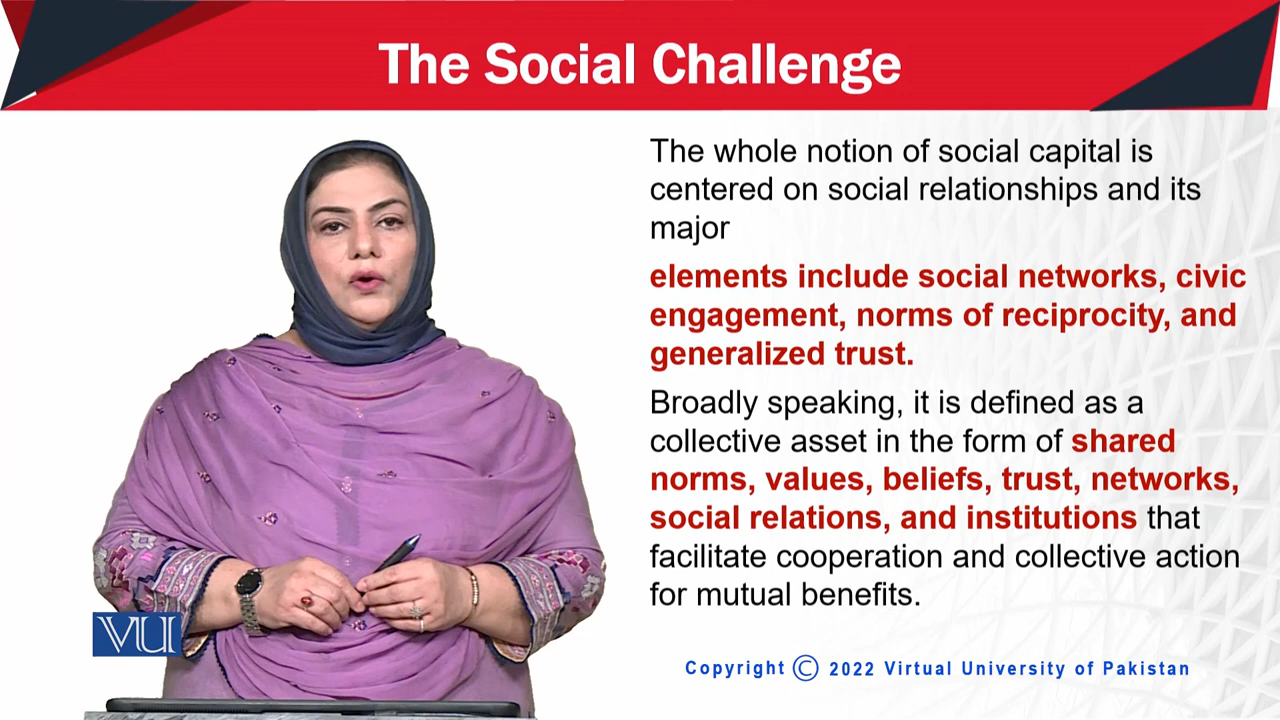 The Social Challenge
The whole notion of social capital is
centered on social relationships and its
major
elements include social networks, civic
engagement, norms of reciprocity, and
generalized trust.
Broadly speaking, it is defined as a
collective asset in the form of shared
norms, values, beliefs, trust, networks,
social relations, and institutions that
facilitate cooperation and collective action
for mutual benefits.
VU
Copyright © 2022 Virtual University of Pakistan